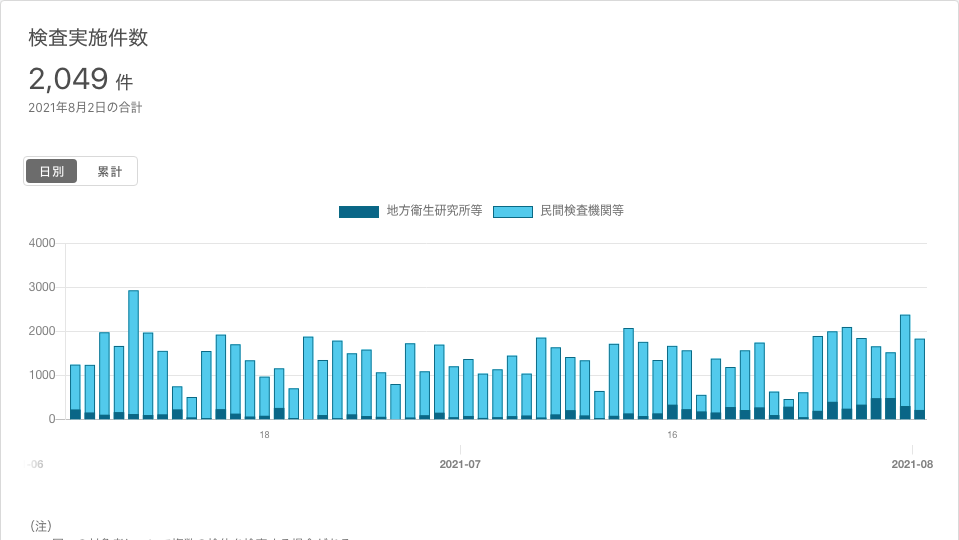 検査実施件数
2,049 件
2021年8月2日の合計
日別 累計
地方衛生研究所等 民間検査機関等
4000
3000
2000
1000
0
18 16
-06 2021-07 2021-08
（注）